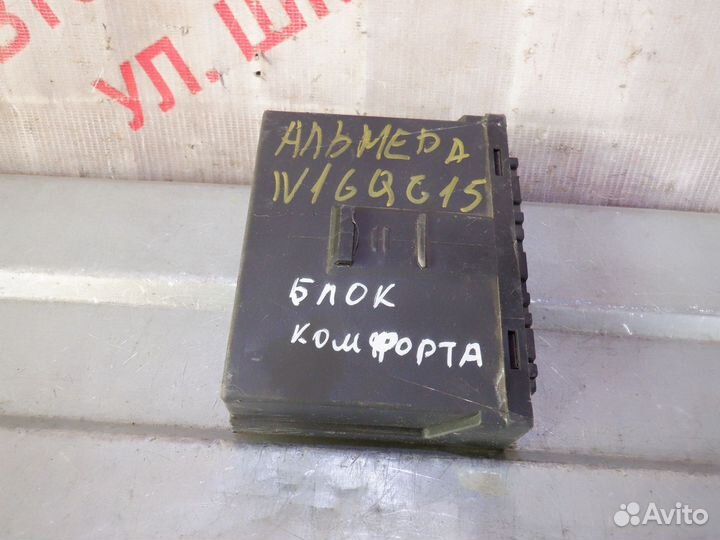 УЛ. Ш
АЛЬМЕРА
N16QG15
БЛОК
КОМФОРТА
Avito